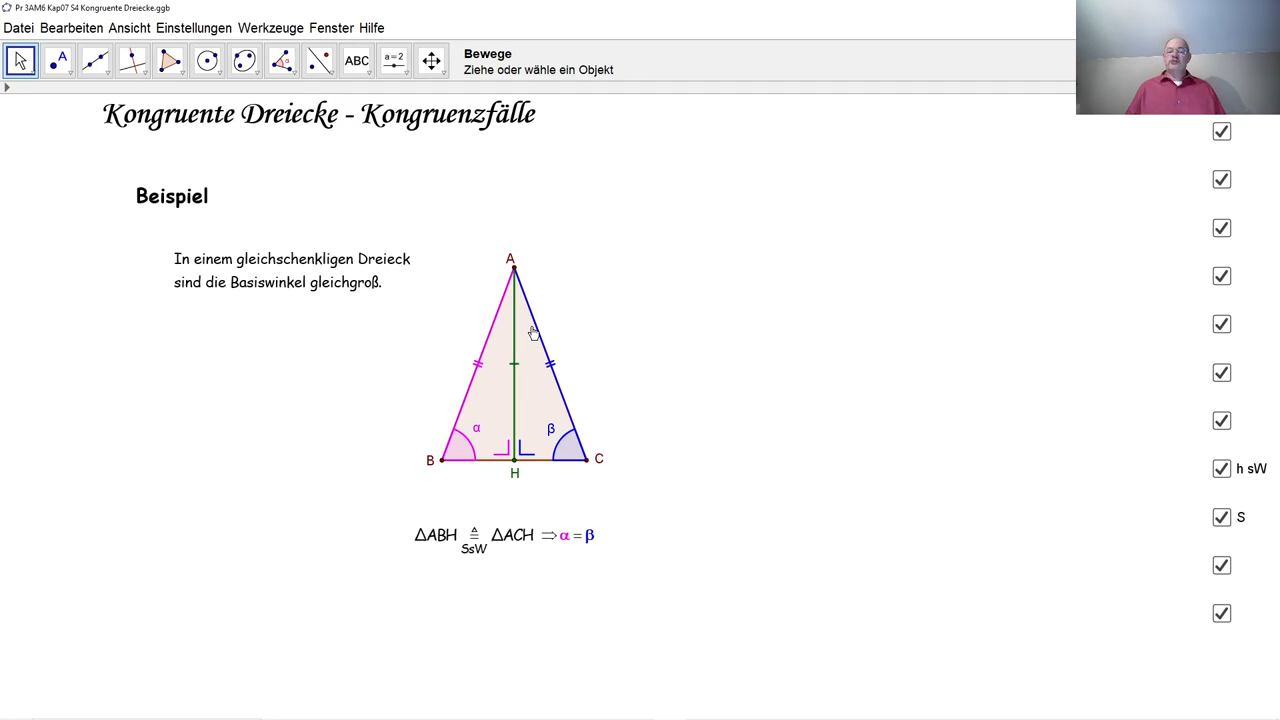 Pr 3AM6 Kap07 S4 Kongruente Dreiecke.ggb
Datei Bearbeiten Ansicht Einstellungen Werkzeuge Fenster Hilfe
A
α
ABC
a=2
Bewege
Ziehe oder wähle ein Objekt
Kongruente Dreiecke - Kongruenzfälle
Beispiel
In einem gleichschenkligen Dreieck
sind die Basiswinkel gleichgroß.
A
α
β
B
C
H
h sW
S
ΔABH ≙ ΔACH ⇒ α = β
SsW